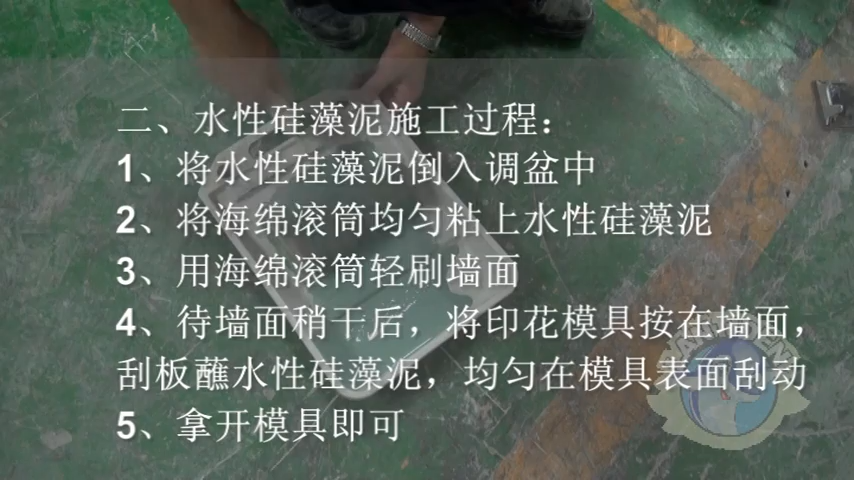 二、水性硅藻泥施工过程：
1、将水性硅藻泥倒入调盆中
2、将海绵滚筒均匀粘上水性硅藻泥
3、用海绵滚筒轻刷墙面
4、待墙面稍干后，将印花模具按在墙面，
刮板蘸水性硅藻泥，均匀在模具表面刮动
5、拿开模具即可